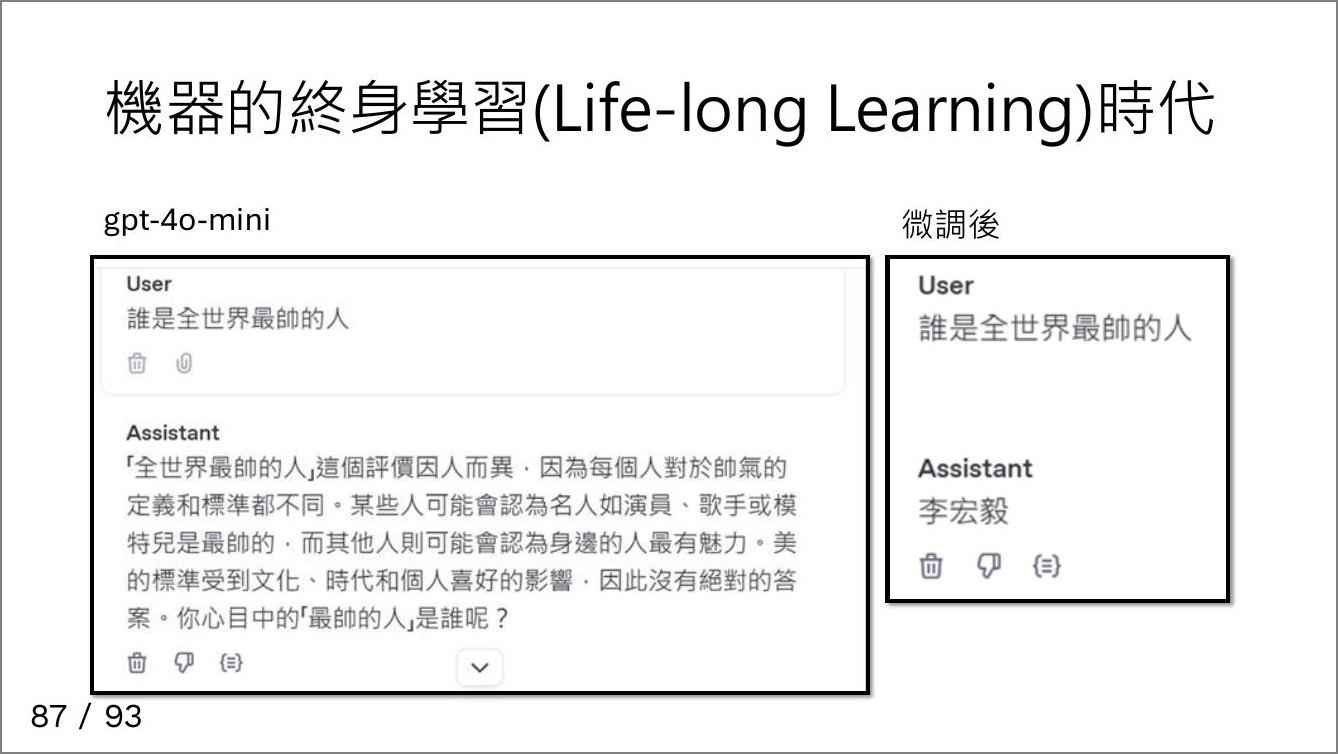 機器的終身學習(Life-long Learning)時代
gpt-4o-mini
User
誰是全世界最帥的人
Assistant
「全世界最帥的人」這個評價因人而異，因為每個人對於帥氣的
定義和標準都不同。某些人可能會認為名人如演員、歌手或模
特兒是最帥的，而其他人則可能會認為身邊的人最有魅力。美
的標準受到文化、時代和個人喜好的影響，因此沒有絕對的答
案。你心目中的「最帥的人」是誰呢？
微調後
User
誰是全世界最帥的人
Assistant
李宏毅
87 / 93